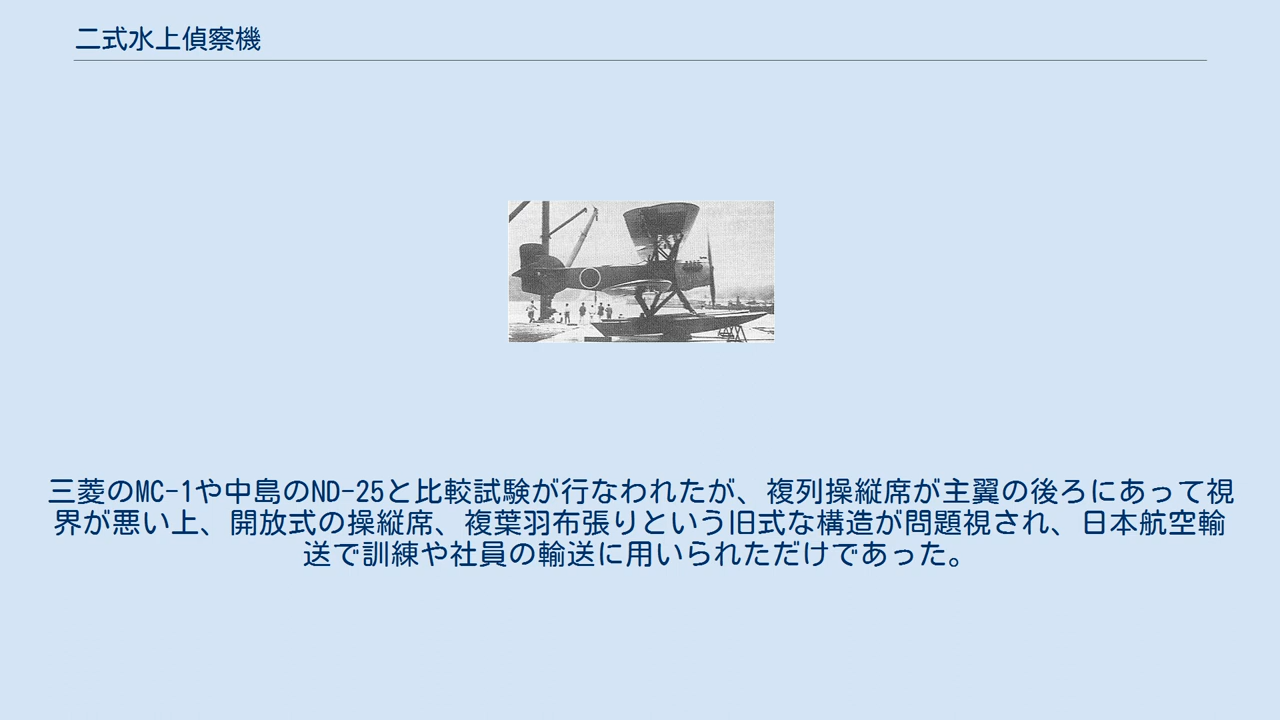 二式水上偵察機
三菱のMC-1や中島のND-25と比較試験が行なわれたが、複列操縦席が主翼の後ろにあって視
界が悪い上、開放式の操縦席、複葉羽布張りという旧式な構造が問題視され、日本航空輸
送で訓練や社員の輸送に用いられただけであった。